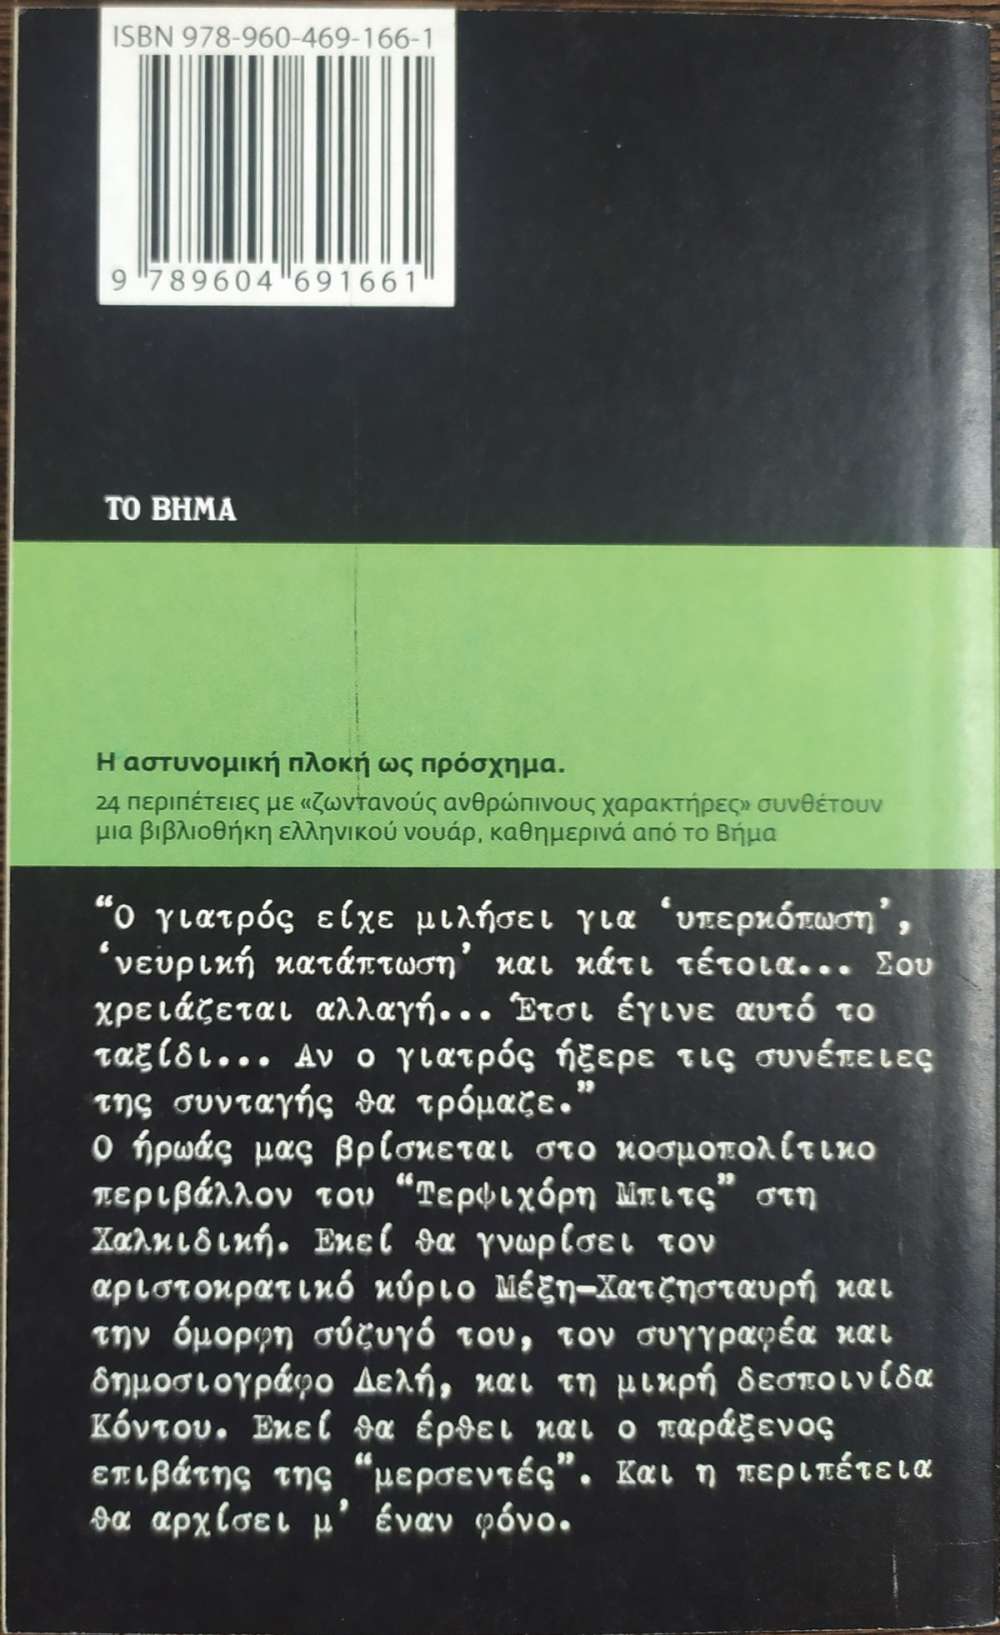 ISBN 978-960-469-166-1
9 789604 691661
ΤΟ ΒΗΜΑ
Η αστυνομική πλοκή ως πρόσχημα.
24 περιπέτειες με «ζωντανούς ανθρώπινους χαρακτήρες» συνθέτουν
μια βιβλιοθήκη ελληνικού νουάρ, καθημερινά από το Βήμα
“Ο γιατρός είχε μιλήσει για ‘υπερκόπωση’,
‘νευρική κατάπτωση’ και κάτι τέτοια... Σου
χρειάζεται αλλαγή... Έτσι έγινε αυτό το
ταξίδι... Αν ο γιατρός ήξερε τις συνέπειες
της συνταγής θα τρόμαζε.”
Ο ήρωάς μας βρίσκεται στο κοσμοπολίτικο
περιβάλλον του “Τερψιχόρη Μπιτς” στη
Χαλκιδική. Εκεί θα γνωρίσει τον
αριστοκρατικό κύριο Μέξη-Χατζησταυρή και
την όμορφη σύζυγό του, τον συγγραφέα και
δημοσιογράφο Δελή, και τη μικρή δεσποινίδα
Κόντου. Εκεί θα έρθει και ο παράξενος
επιβάτης της “μερσεντές”. Και η περιπέτεια
θα αρχίσει μ’ έναν φόνο.